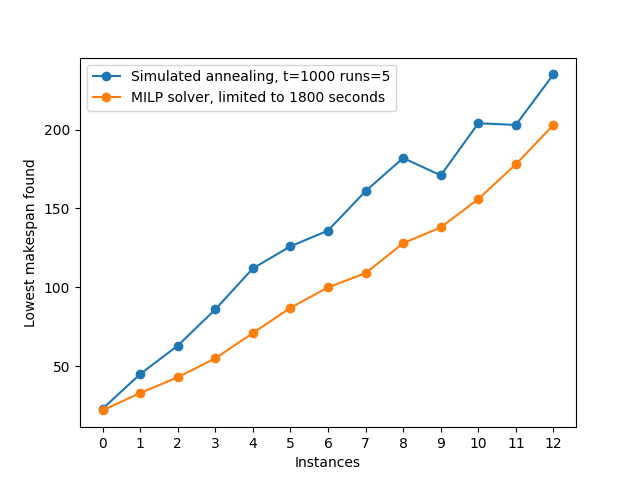 Simulated annealing, t=1000 runs=5
MILP solver, limited to 1800 seconds
Lowest makespan found
200
150
100
50
0 1 2 3 4 5 6 7 8 9 10 11 12
Instances